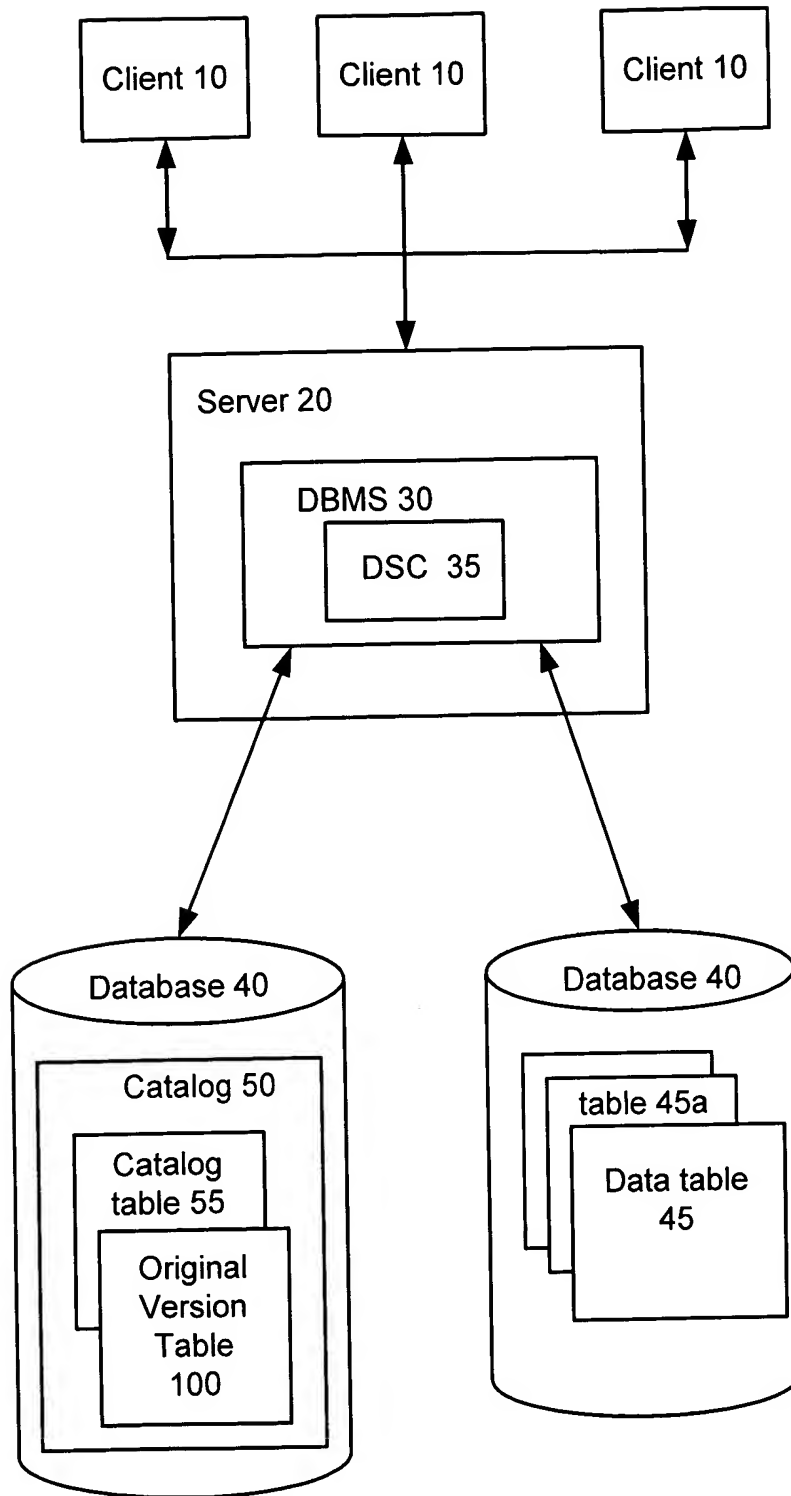 Client 10
Client 10
Client 10
Server 20
DBMS 30
DSC 35
Database 40
Catalog 50
Catalog
table 55
Original
Version
Table
100
Database 40
table 45a
Data table
45